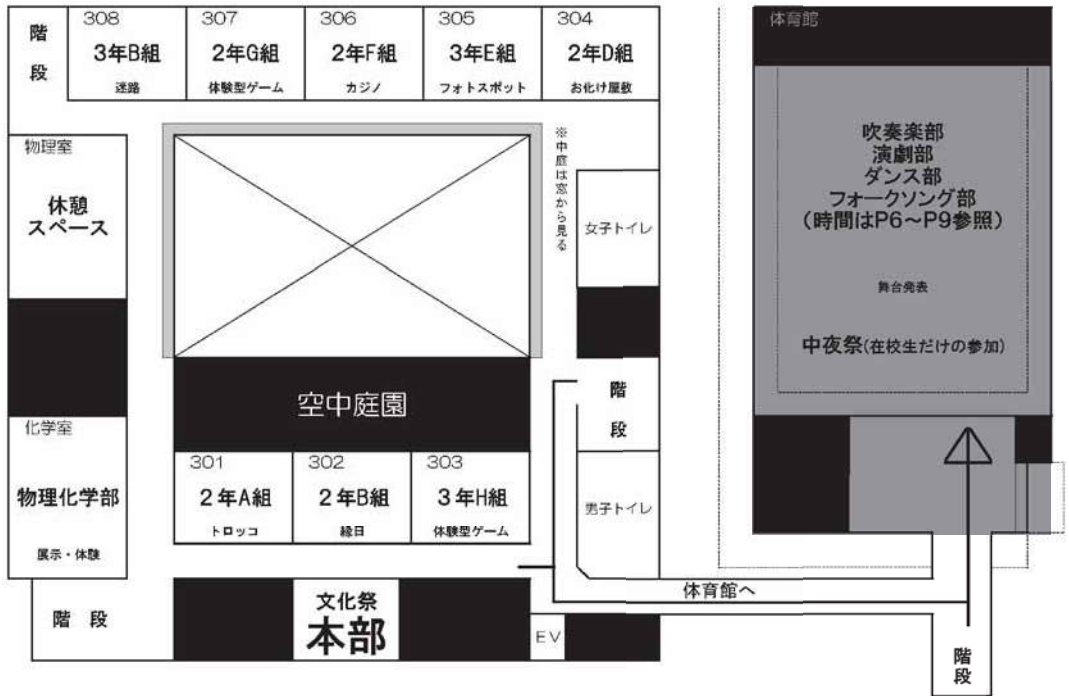 階
段
308
3年B組
迷路
307
2年G組
体験型ゲーム
306
2年F組
カジノ
305
3年E組
フォトスポット
304
2年D組
お化け屋敷
体育館
吹奏楽部
演劇部
ダンス部
フォークソング部
(時間はP6~P9参照)
舞台発表
中夜祭(在校生だけの参加)
物理室
休憩
スペース
※中庭は窓から見る
女子トイレ
空中庭園
階
段
化学室
物理化学部
展示・体験
301
2年A組
トロッコ
302
2年B組
縁日
303
3年H組
体験型ゲーム
男子トイレ
体育館へ
階 段
文化祭
本部
EV
階
段